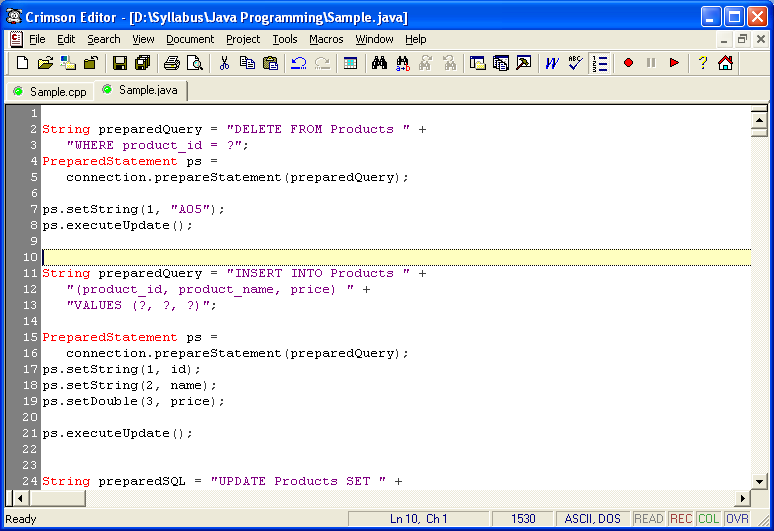 Crimson Editor - [D:\Syllabus\Java Programming\Sample.java]
File Edit Search View Document Project Tools Macros Window Help
Sample.cpp Sample.java
1
2 String preparedQuery = "DELETE FROM Products " +
3 "WHERE product_id = ?";
4 PreparedStatement ps =
5 connection.prepareStatement(preparedQuery);
6
7 ps.setString(1, "A05");
8 ps.executeUpdate();
9
10
11 String preparedQuery = "INSERT INTO Products " +
12 "(product_id, product_name, price) " +
13 "VALUES (?, ?, ?)";
14
15 PreparedStatement ps =
16 connection.prepareStatement(preparedQuery);
17 ps.setString(1, id);
18 ps.setString(2, name);
19 ps.setDouble(3, price);
20
21 ps.executeUpdate();
22
23
24 String preparedSQL = "UPDATE Products SET " +
Ready Ln 10, Ch 1 1530 ASCII, DOS READ REC COL OVR